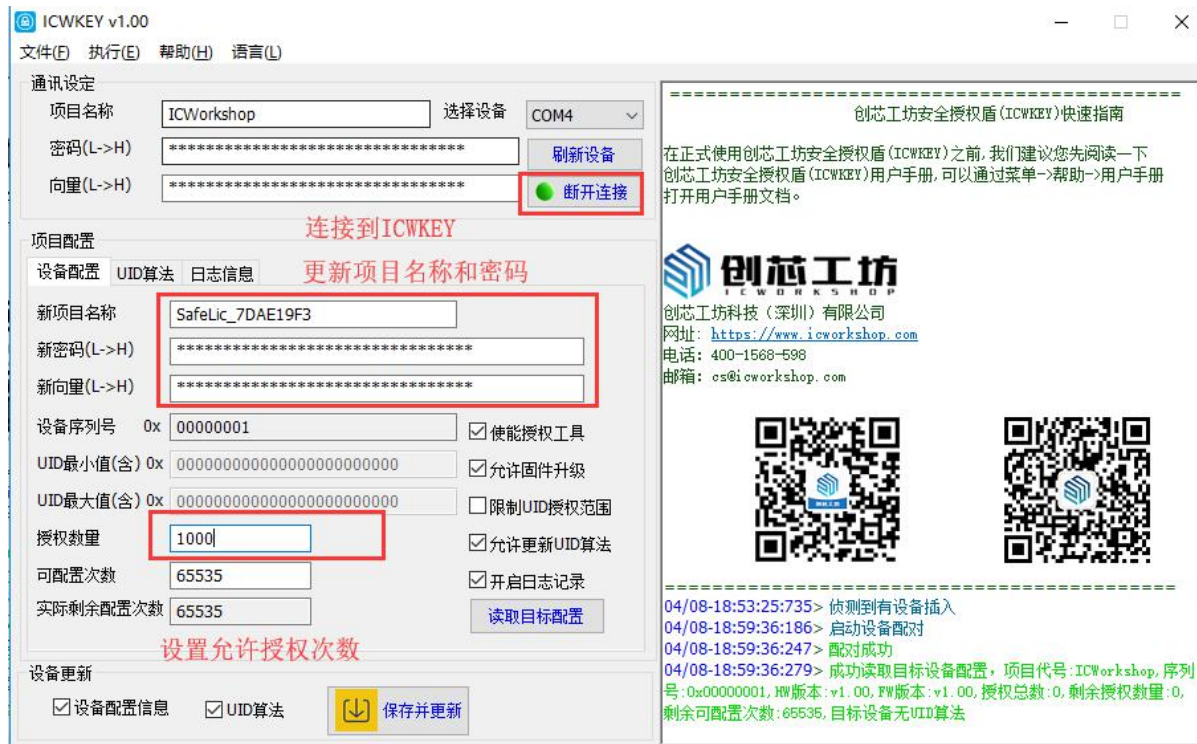 ICWKEY v1.00
文件(F) 执行(E) 帮助(H) 语言(L)
通讯设定
项目名称 ICWorkshop 选择设备 COM4
密码(L->H) ******************************** 刷新设备
向量(L->H) ******************************** 断开连接
连接到ICWKEY
项目配置
更新项目名称和密码
设备配置 UID算法 日志信息
新项目名称 SafeLic_7DAE19F3
新密码(L->H) ********************************
新向量(L->H) ********************************
设备序列号 0x 00000001 使能授权工具
UID最小值(含) 0x 000000000000000000000000 允许固件升级
UID最大值(含) 0x 000000000000000000000000 限制UID授权范围
授权数量 1000 允许更新UID算法
可配置次数 65535 开启日志记录
实际剩余配置次数 65535 读取目标配置
设置允许授权次数
设备更新
设备配置信息 UID算法 保存并更新
============================================
创芯工坊安全授权盾(ICWKEY)快速指南
在正式使用创芯工坊安全授权盾(ICWKEY)之前,我们建议您先阅读一下
创芯工坊安全授权盾(ICWKEY)用户手册,可以通过菜单->帮助->用户手册
打开用户手册文档。
创芯工坊
ICWORKSHOP
创芯工坊科技（深圳）有限公司
网址: https://www.icworkshop.com
电话: 400-1568-598
邮箱: cs@icworkshop.com
============================================
04/08-18:53:25:735> 侦测到有设备插入
04/08-18:59:36:186> 启动设备配对
04/08-18:59:36:247> 配对成功
04/08-18:59:36:279> 成功读取目标设备配置，项目代号:ICWorkshop,序列
号:0x00000001,HW版本:v1.00,FW版本:v1.00,授权总数:0,剩余授权数量:0,
剩余可配置次数:65535,目标设备无UID算法